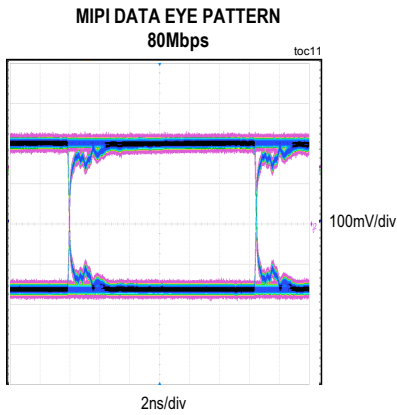 MIPI DATA EYE PATTERN
80Mbps
toc11
100mV/div
2ns/div